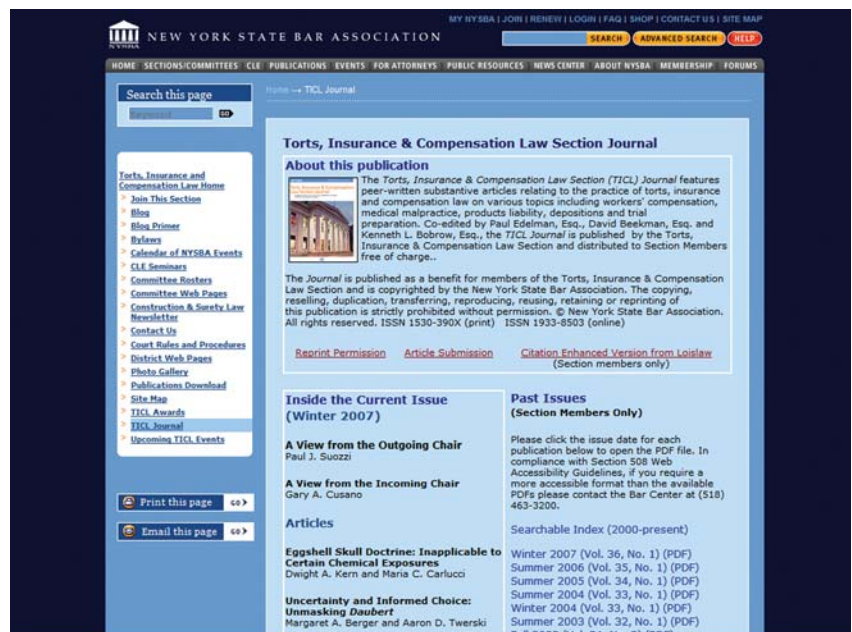 MY NYSBA | JOIN | RENEW | LOGIN | FAQ | SHOP | CONTACT US | SITE MAP
NYSBA
NEW YORK STATE BAR ASSOCIATION
SEARCH
ADVANCED SEARCH
HELP
HOME SECTIONS/COMMITTEES CLE PUBLICATIONS EVENTS FOR ATTORNEYS PUBLIC RESOURCES NEWS CENTER ABOUT NYSBA MEMBERSHIP FORUMS
Search this page
Keyword
GO
Home → TICL Journal
Torts, Insurance and
Compensation Law Home
Join This Section
Blog
Blog Primer
Bylaws
Calendar of NYSBA Events
CLE Seminars
Committee Rosters
Committee Web Pages
Construction & Surety Law
Newsletter
Contact Us
Court Rules and Procedures
District Web Pages
Photo Gallery
Publications Download
Site Map
TICL Awards
TICL Journal
Upcoming TICL Events
Print this page GO
Email this page GO
Torts, Insurance & Compensation Law Section Journal
About this publication
The Torts, Insurance & Compensation Law Section (TICL) Journal features
peer-written substantive articles relating to the practice of torts, insurance
and compensation law on various topics including workers' compensation,
medical malpractice, products liability, depositions and trial
preparation. Co-edited by Paul Edelman, Esq., David Beekman, Esq. and
Kenneth L. Bobrow, Esq., the TICL Journal is published by the Torts,
Insurance & Compensation Law Section and distributed to Section Members
free of charge..
The Journal is published as a benefit for members of the Torts, Insurance & Compensation
Law Section and is copyrighted by the New York State Bar Association. The copying,
reselling, duplication, transferring, reproducing, reusing, retaining or reprinting of
this publication is strictly prohibited without permission. © New York State Bar Association.
All rights reserved. ISSN 1530-390X (print) ISSN 1933-8503 (online)
Reprint Permission Article Submission Citation Enhanced Version from Loislaw
(Section members only)
Inside the Current Issue
(Winter 2007)
A View from the Outgoing Chair
Paul J. Suozzi
A View from the Incoming Chair
Gary A. Cusano
Articles
Eggshell Skull Doctrine: Inapplicable to
Certain Chemical Exposures
Dwight A. Kern and Maria C. Carlucci
Uncertainty and Informed Choice:
Unmasking Daubert
Margaret A. Berger and Aaron D. Twerski
Past Issues
(Section Members Only)
Please click the issue date for each
publication below to open the PDF file. In
compliance with Section 508 Web
Accessibility Guidelines, if you require a
more accessible format than the available
PDFs please contact the Bar Center at (518)
463-3200.
Searchable Index (2000-present)
Winter 2007 (Vol. 36, No. 1) (PDF)
Summer 2006 (Vol. 35, No. 1) (PDF)
Summer 2005 (Vol. 34, No. 1) (PDF)
Summer 2004 (Vol. 33, No. 1) (PDF)
Winter 2004 (Vol. 33, No. 1) (PDF)
Summer 2003 (Vol. 32, No. 1) (PDF)